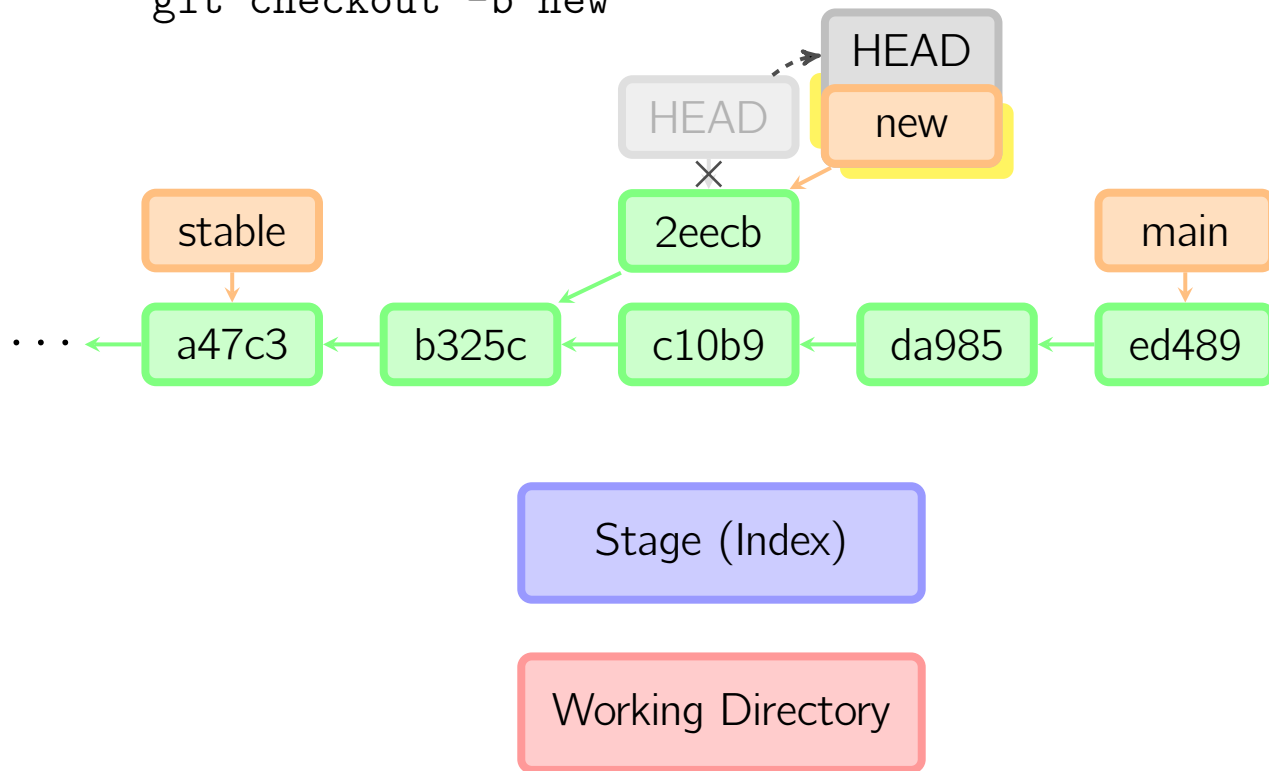 git checkout -b new
HEAD
HEAD
new
stable
2eecb
main
...
a47c3
b325c
c10b9
da985
ed489
Stage (Index)
Working Directory